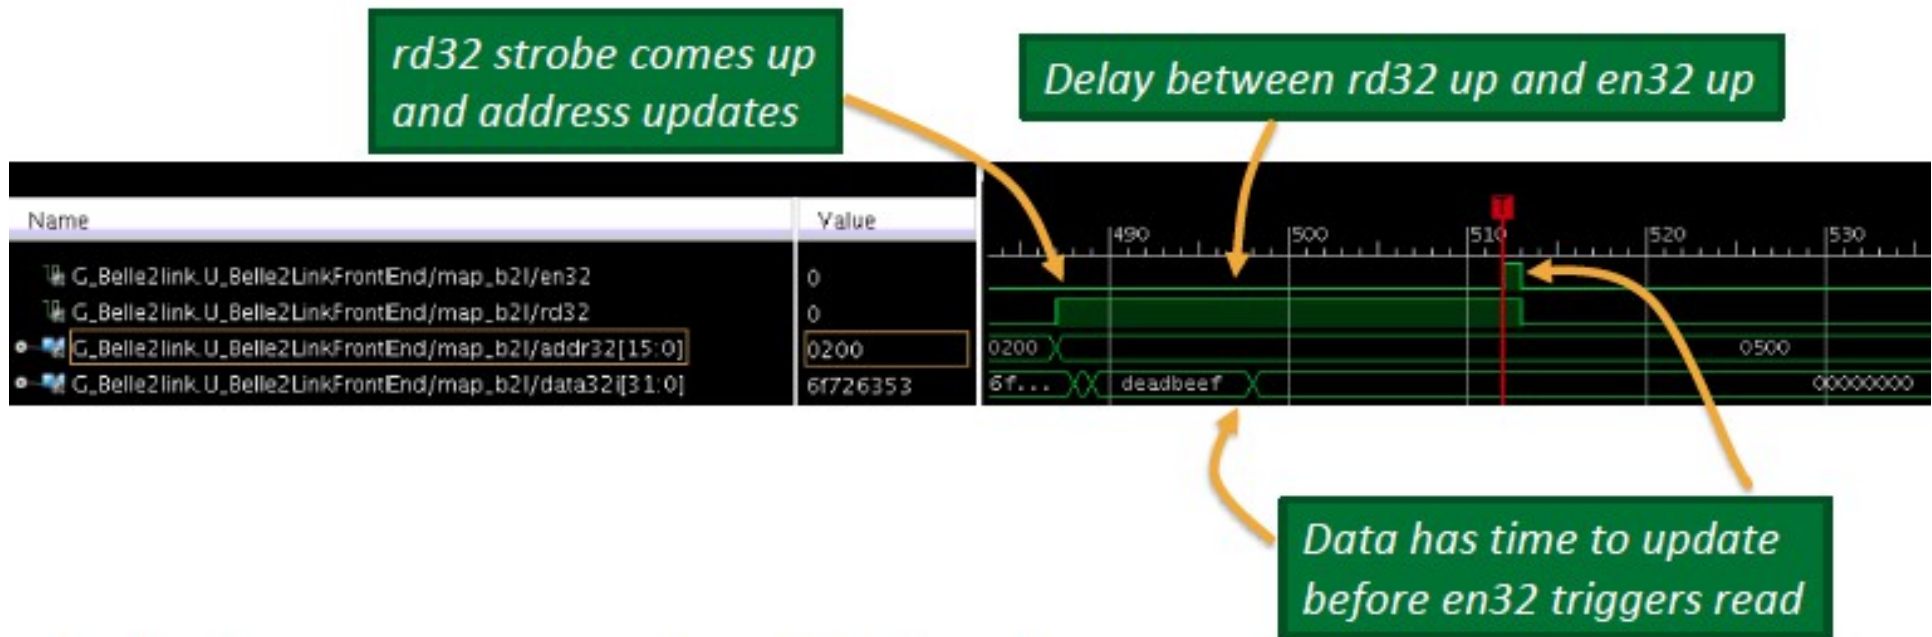 rd32 strobe comes up
and address updates
Delay between rd32 up and en32 up
Name
Value
490
500
510
520
530
T
G_Belle2link.U_Belle2LinkFrontEnd/map_b2l/en32
0
G_Belle2link.U_Belle2LinkFrontEnd/map_b2l/rd32
0
G_Belle2link.U_Belle2LinkFrontEnd/map_b2l/addr32[15:0]
0200
0200
0500
G_Belle2link.U_Belle2LinkFrontEnd/map_b2l/data32i[31:0]
6f726353
6f...
deadbeef
00000000
Data has time to update
before en32 triggers read